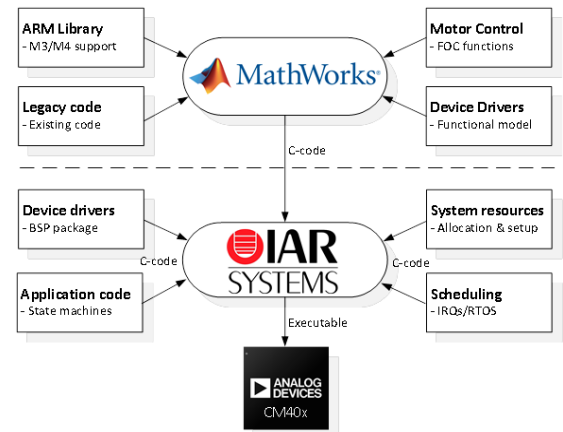 ARM Library
- M3/M4 support
Motor Control
- FOC functions
MathWorks®
Legacy code
- Existing code
Device Drivers
- Functional model
C-code
Device drivers
- BSP package
System resources
- Allocation & setup
IAR
SYSTEMS
C-code
C-code
Application code
- State machines
Scheduling
- IRQs/RTOS
Executable
ANALOG
DEVICES
CM40x